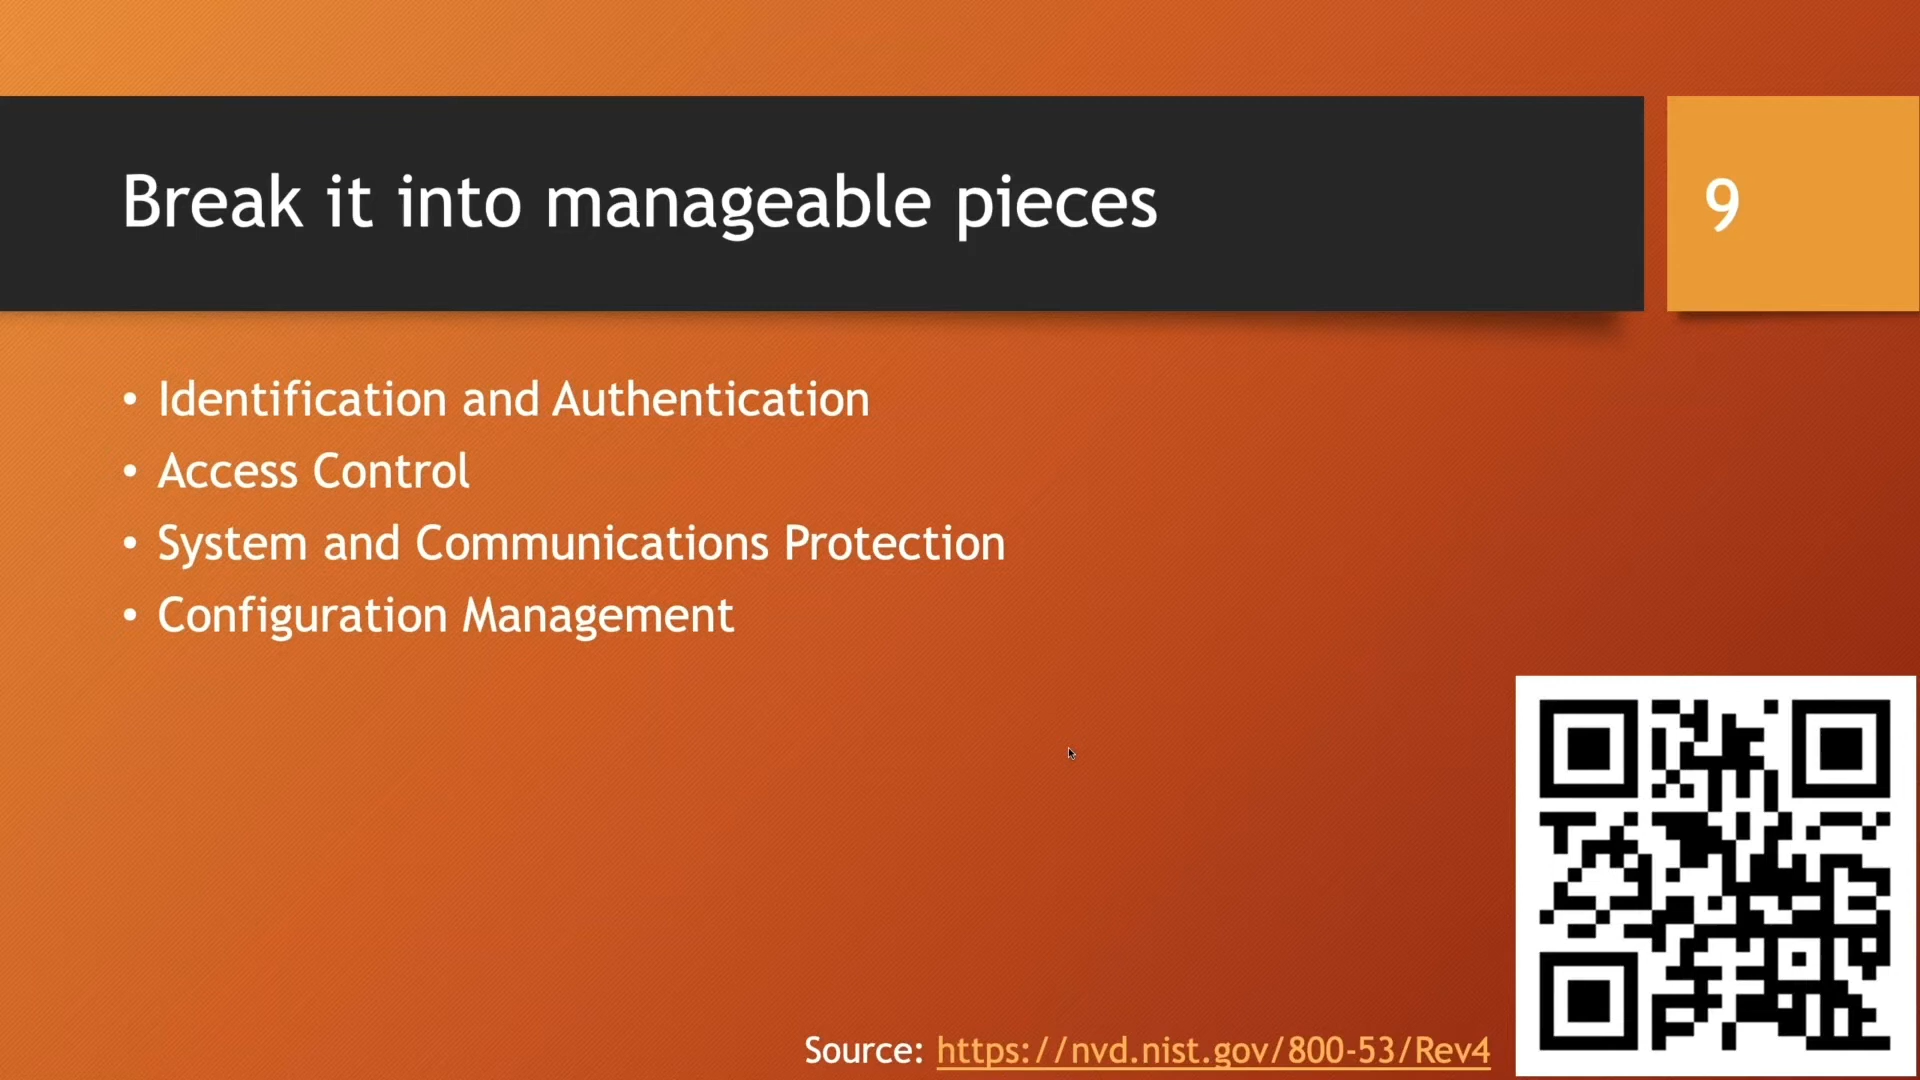 Break it into manageable pieces
9
• Identification and Authentication
• Access Control
• System and Communications Protection
• Configuration Management
Source: https://nvd.nist.gov/800-53/Rev4